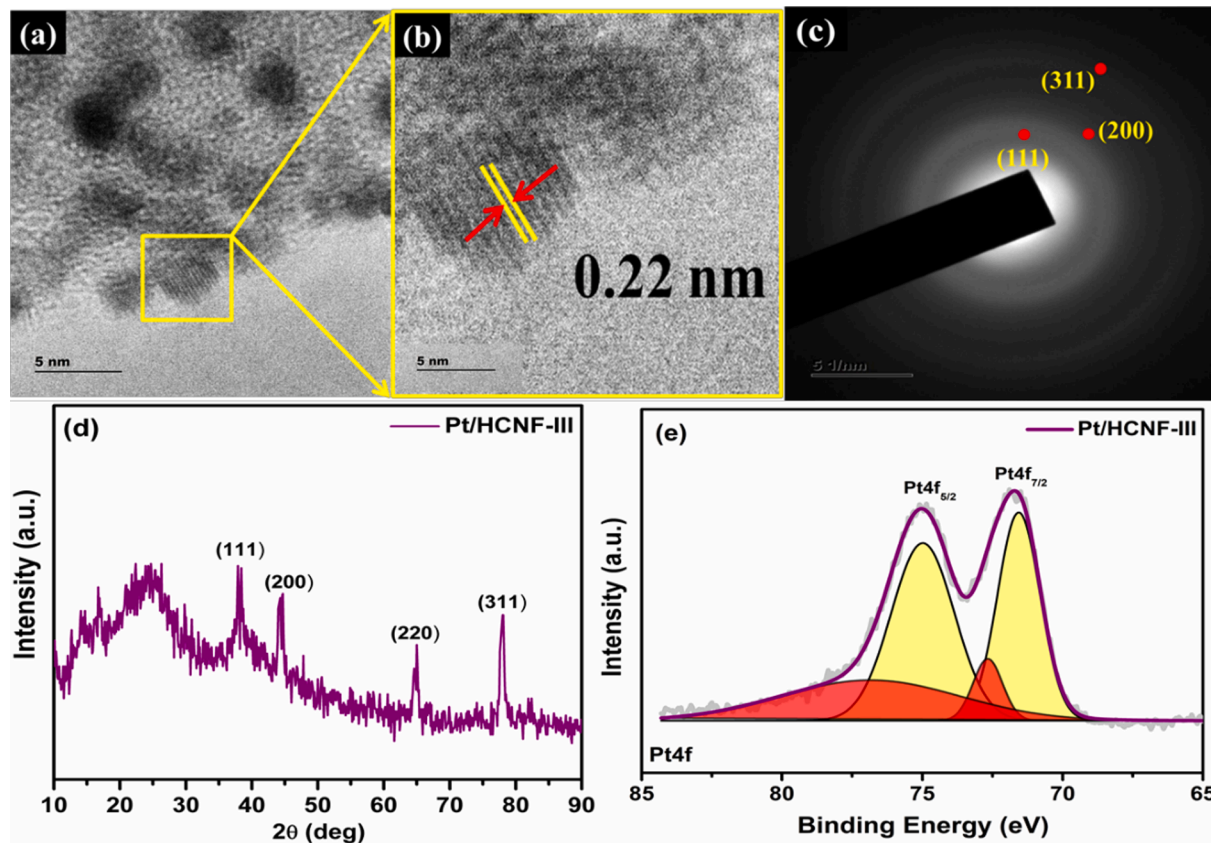 (a)
5 nm
(b)
0.22 nm
5 nm
(c)
(311)
(200)
(111)
5 1/nm
(d)
Pt/HCNF-III
(111)
(200)
(220)
(311)
Intensity (a.u.)
10 20 30 40 50 60 70 80 90
2θ (deg)
(e)
Pt/HCNF-III
Pt4f5/2
Pt4f7/2
Intensity (a.u.)
Pt4f
85 80 75 70 65
Binding Energy (eV)